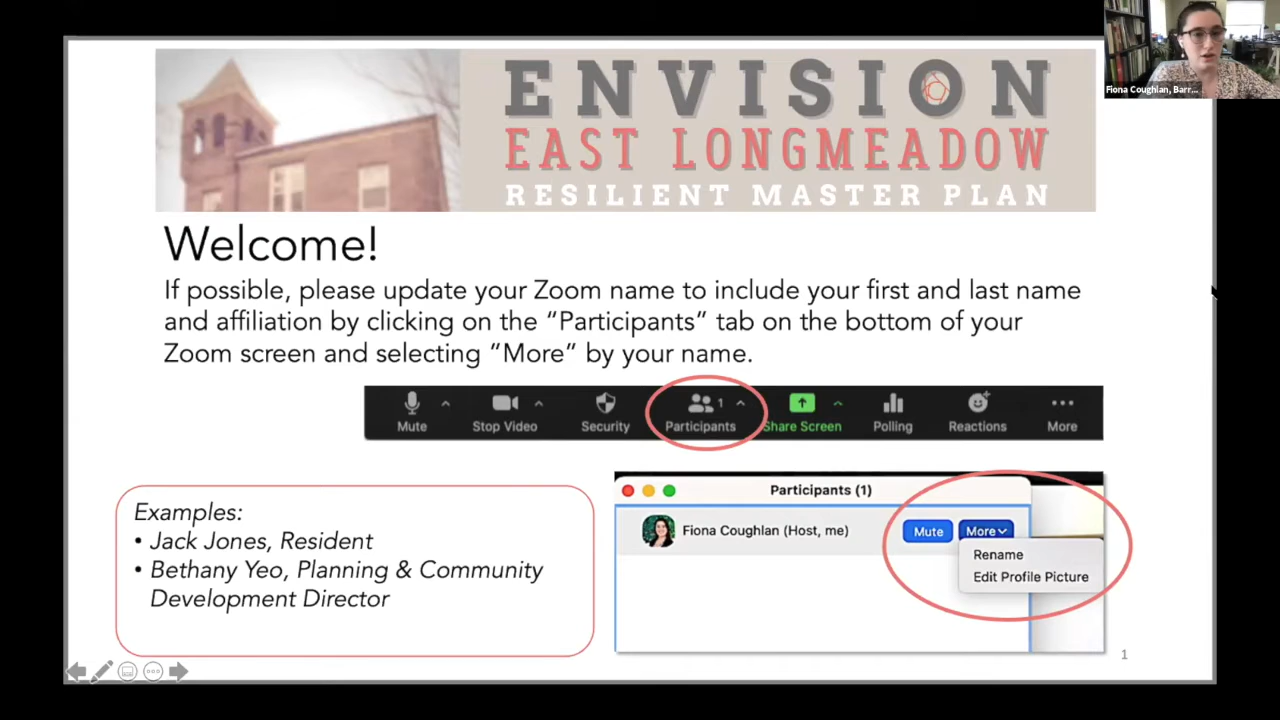 Fiona Coughlan, Barr...
ENVISION
EAST LONGMEADOW
RESILIENT MASTER PLAN
Welcome!
If possible, please update your Zoom name to include your first and last name
and affiliation by clicking on the “Participants” tab on the bottom of your
Zoom screen and selecting “More” by your name.
1
Mute Stop Video Security Participants Share Screen Polling Reactions More
Participants (1)
Fiona Coughlan (Host, me) Mute More
Rename
Edit Profile Picture
Examples:
• Jack Jones, Resident
• Bethany Yeo, Planning & Community
Development Director
1